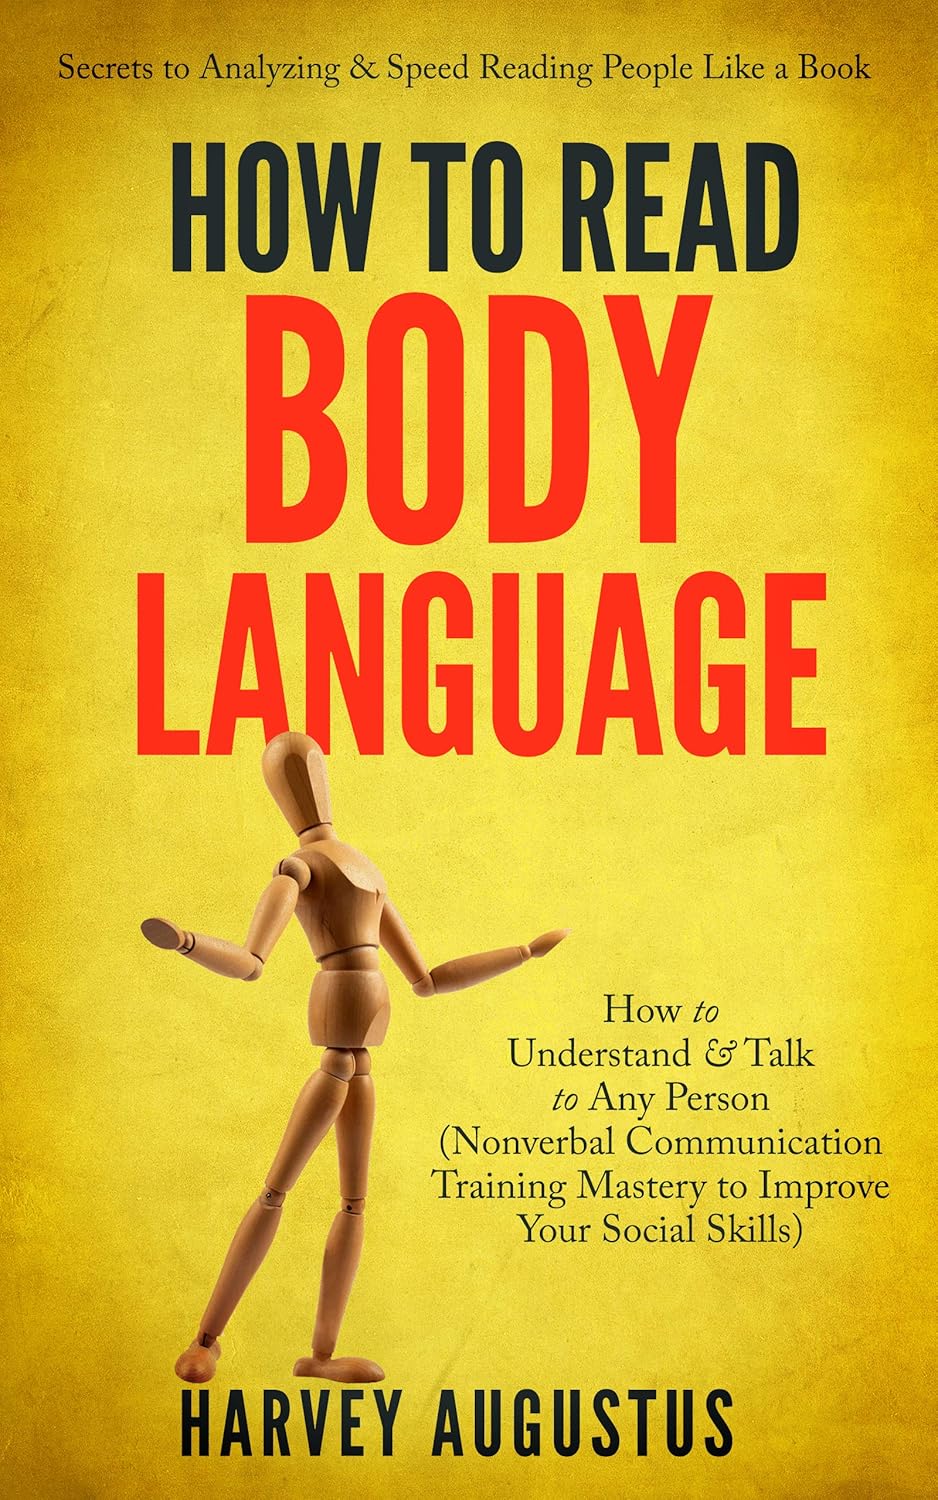 Secrets to Analyzing & Speed Reading People Like a Book
HOW TO READ
BODY
LANGUAGE
How to
Understand & Talk
to Any Person
(Nonverbal Communication
Training Mastery to Improve
Your Social Skills)
HARVEY AUGUSTUS